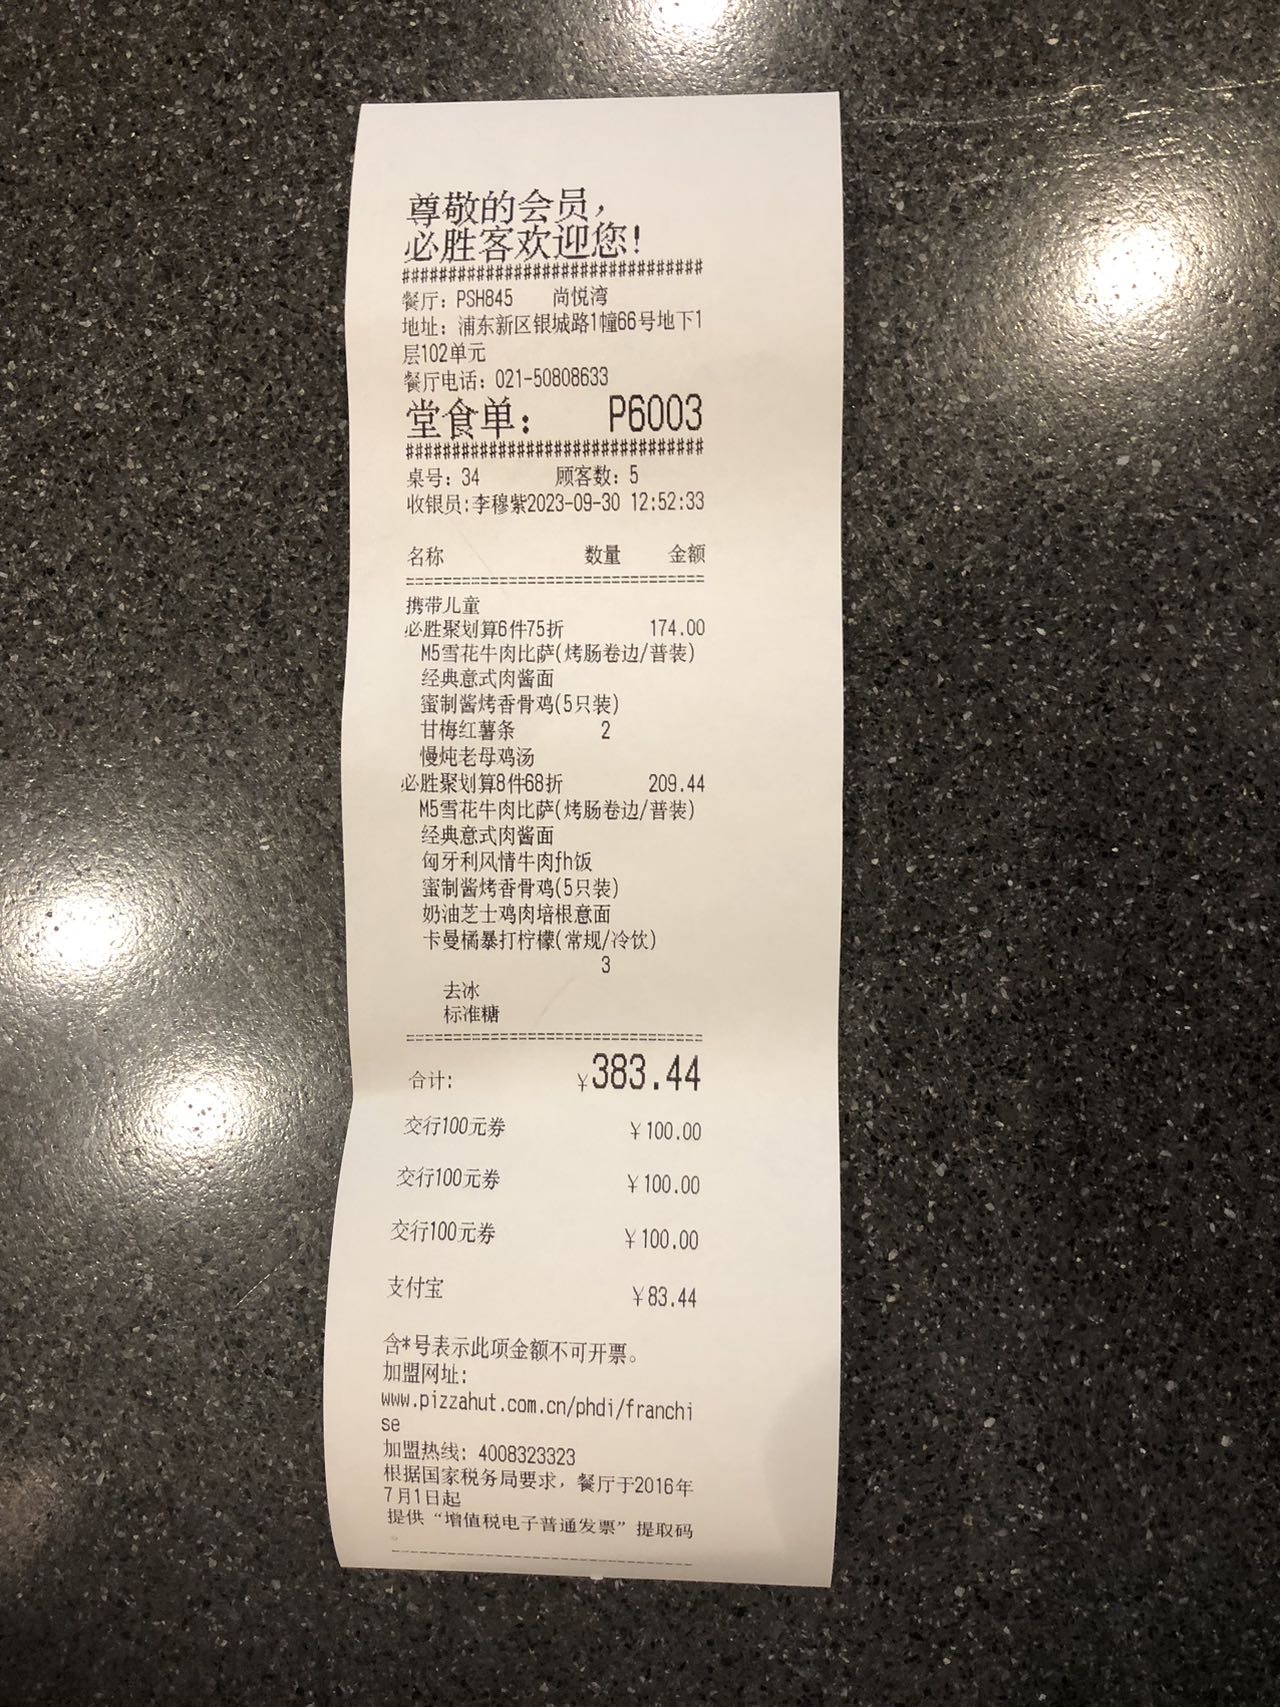 尊敬的会员，
必胜客欢迎您!
################################
餐厅: PSH845 尚悦湾
地址: 浦东新区银城路1幢66号地下1
层102单元
餐厅电话: 021-50808633
堂食单: P6003
################################
桌号: 34 顾客数: 5
收银员:李穆紫2023-09-30 12:52:33
名称 数量 金额
================================
携带儿童
必胜聚划算6件75折 174.00
M5雪花牛肉比萨(烤肠卷边/普装)
经典意式肉酱面
蜜制酱烤香骨鸡(5只装)
甘梅红薯条 2
慢炖老母鸡汤
必胜聚划算8件68折 209.44
M5雪花牛肉比萨(烤肠卷边/普装)
经典意式肉酱面
匈牙利风情牛肉fh饭
蜜制酱烤香骨鸡(5只装)
奶油芝士鸡肉培根意面
卡曼橘暴打柠檬(常规/冷饮)
3
去冰
标准糖
================================
合计: ¥383.44
交行100元券 ¥100.00
交行100元券 ¥100.00
交行100元券 ¥100.00
支付宝 ¥83.44
含*号表示此项金额不可开票。
加盟网址:
www.pizzahut.com.cn/phdi/franchi
se
加盟热线: 4008323323
根据国家税务局要求，餐厅于2016年
7月1日起
提供“增值税电子普通发票”提取码
。
--------------------------------